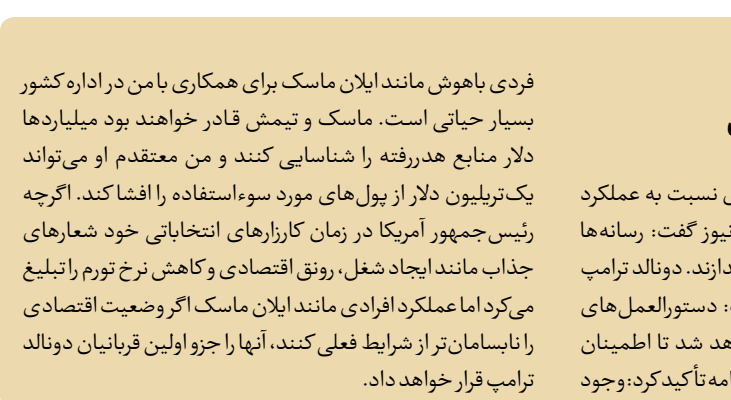 نسبت به عملکرد
نیوز گفت: رسانه‌ها
دونالد ترامپ
دستورالعمل‌های
شد تا اطمینان
تأکید کرد: وجود
فردی باهوش مانند ایلان ماسک برای همکاری با من در اداره کشور
بسیار حیاتی است. ماسک و تیمش قادر خواهند بود میلیاردها
دلار منابع هدررفته را شناسایی کنند و من معتقدم او می‌تواند
یک‌تریلیون دلار از پول‌های مورد سوءاستفاده را افشا کند. اگرچه
رئیس‌جمهور آمریکا در زمان کارزارهای انتخاباتی خود شعارهای
جذاب مانند ایجاد شغل، رونق اقتصادی و کاهش نرخ تورم را تبلیغ
می‌کرد اما عملکرد افرادی مانند ایلان ماسک اگر وضعیت اقتصادی
را نابسامان‌تر از شرایط فعلی کنند، آنها را جزو اولین قربانیان دونالد
ترامپ قرار خواهد داد.